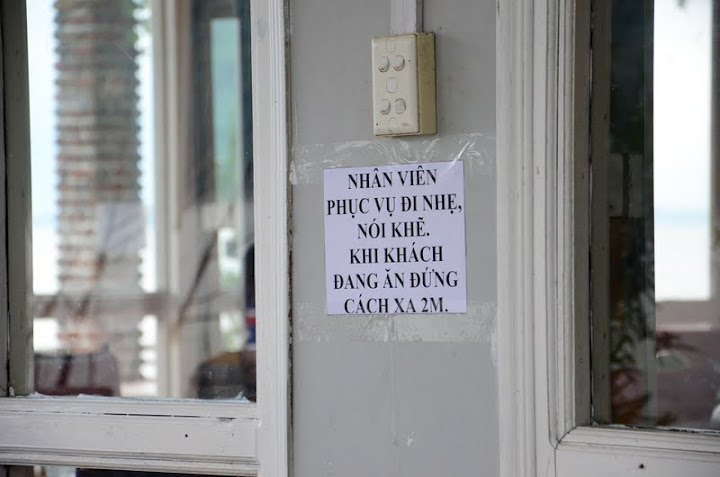 NHÂN VIÊN
PHỤC VỤ ĐI NHẸ,
NÓI KHẼ.
KHI KHÁCH
ĐANG ĂN ĐỨNG
CÁCH XA 2M.